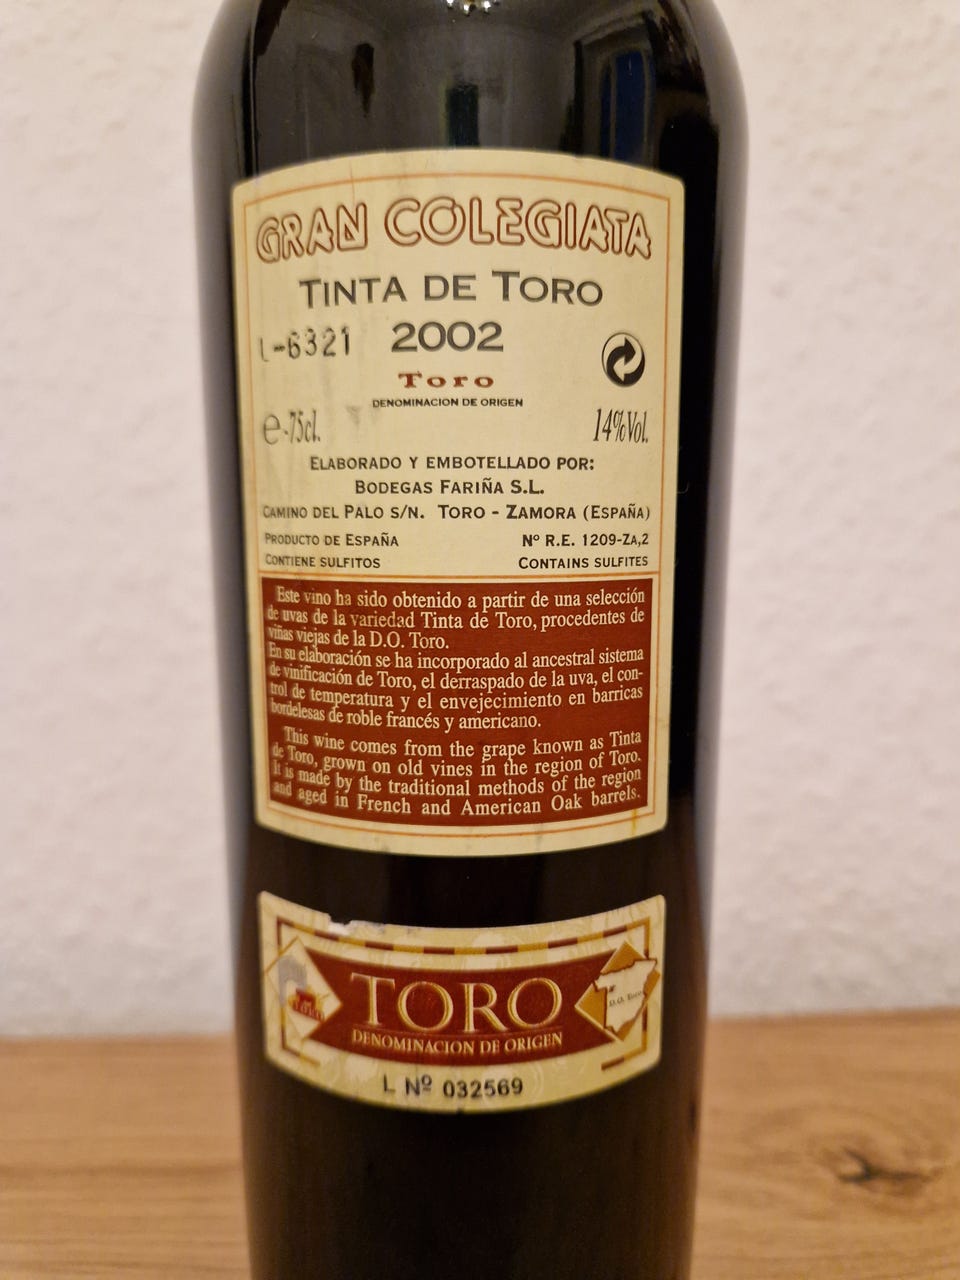 GRAN COLEGIATA
TINTA DE TORO
L-6321 2002
Toro
DENOMINACION DE ORIGEN
e-75cl. 14%Vol.
ELABORADO Y EMBOTELLADO POR:
BODEGAS FARIÑA S.L.
CAMINO DEL PALO S/N. TORO - ZAMORA (ESPAÑA)
PRODUCTO DE ESPAÑA Nº R.E. 1209-ZA,2
CONTIENE SULFITOS CONTAINS SULFITES
Este vino ha sido obtenido a partir de una selección
de uvas de la variedad Tinta de Toro, procedentes de
viñas viejas de la D.O. Toro.
En su elaboración se ha incorporado al ancestral sistema
de vinificación de Toro, el derraspado de la uva, el con-
trol de temperatura y el envejecimiento en barricas
bordelesas de roble francés y americano.
This wine comes from the grape known as Tinta
de Toro, grown on old vines in the region of Toro.
It is made by the traditional methods of the region
and aged in French and American Oak barrels.
TORO
TORO
D.O. Toro
DENOMINACION DE ORIGEN
L Nº 032569